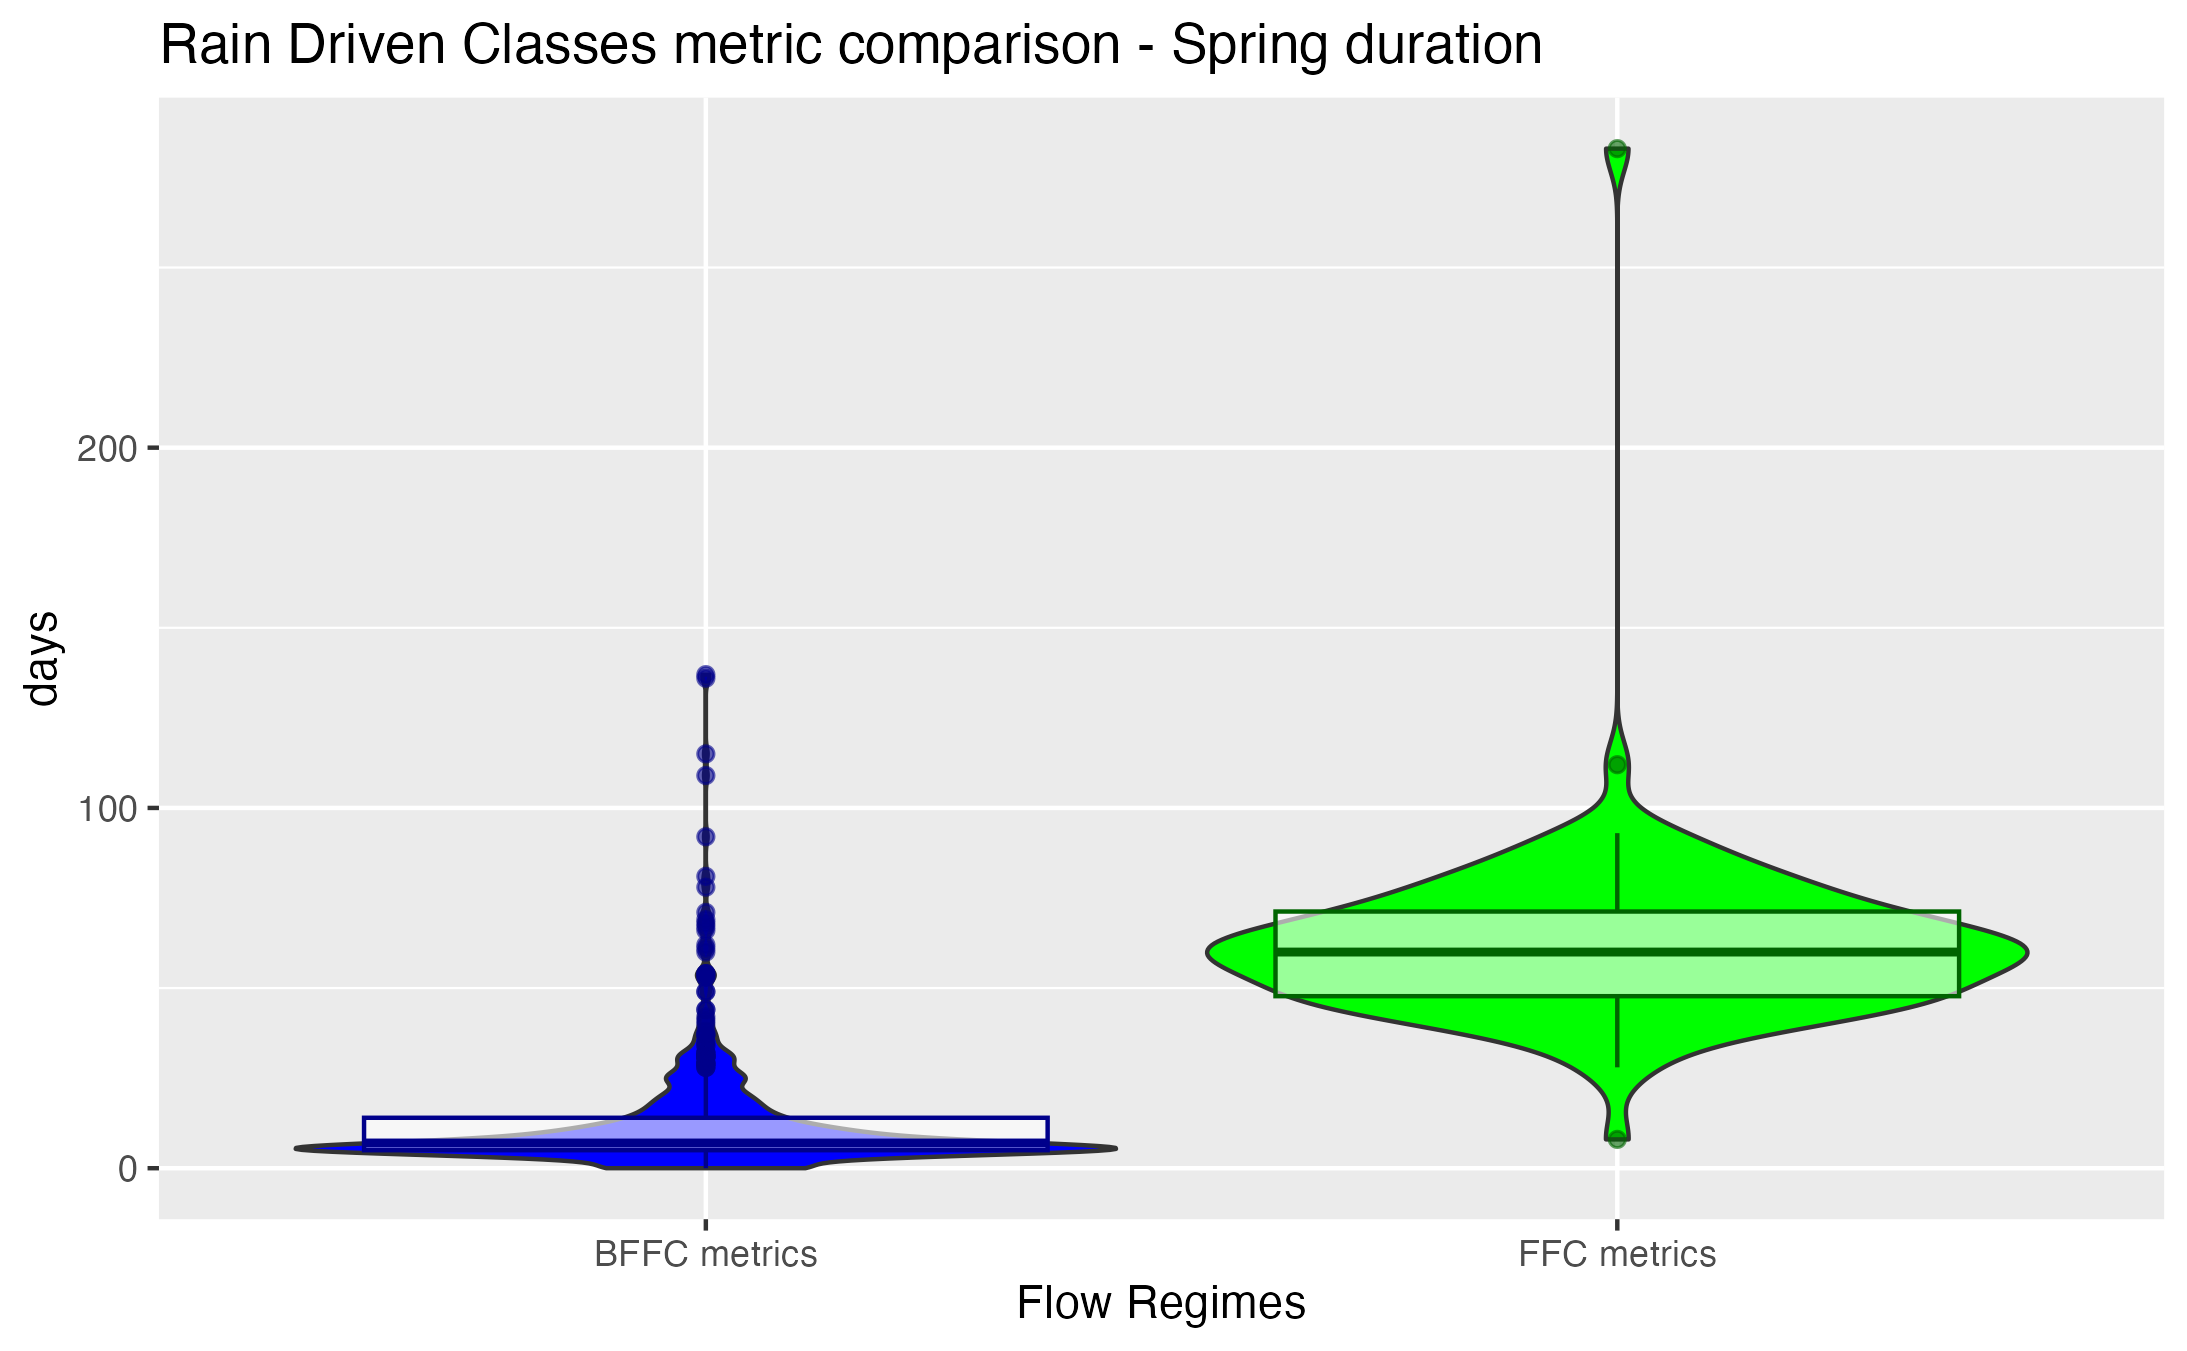 Rain Driven Classes metric comparison - Spring duration
days
200
100
0
BFFC metrics
FFC metrics
Flow Regimes